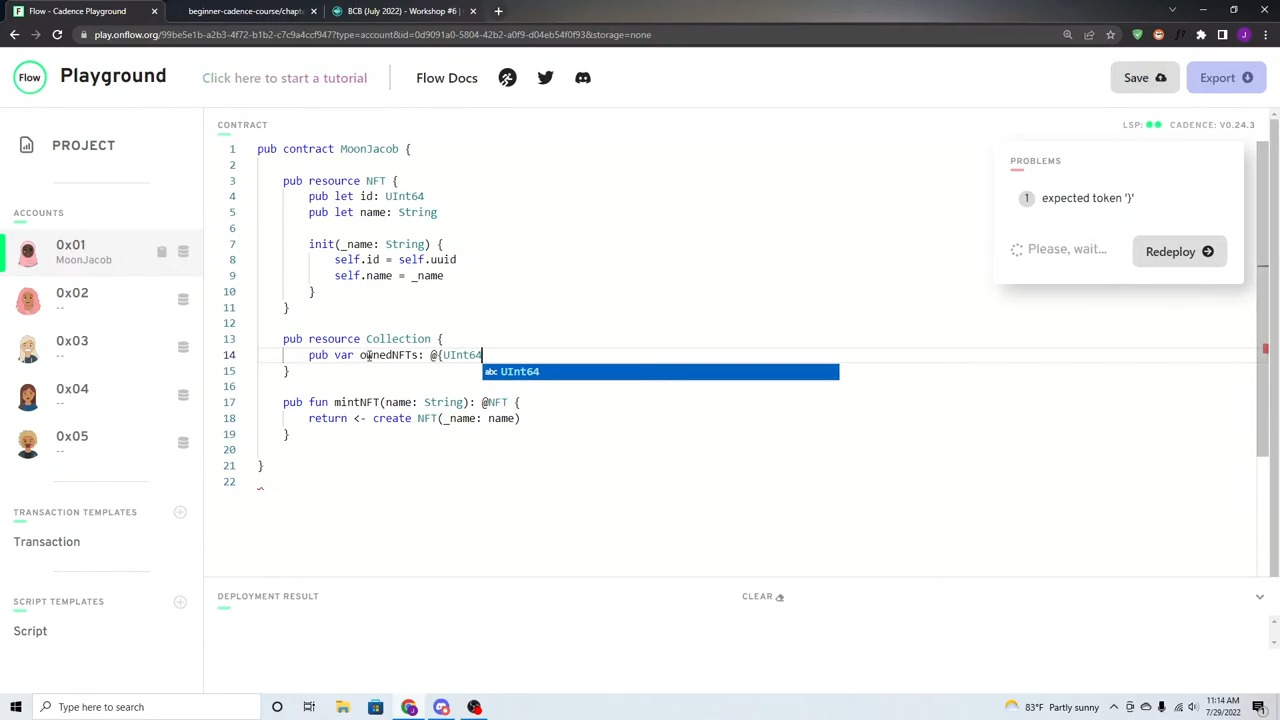 Flow - Cadence Playground
beginner-cadence-course/chapte
BCB (July 2022) - Workshop #6 |
play.onflow.org/99be5e1b-a2b3-4f72-b1b2-c7c9a4ccf947?type=account&id=0d9091a0-5804-42b2-a0f9-d04eb54f0f93&storage=none
Flow
Playground
Click here to start a tutorial
Flow Docs
Save
Export
PROJECT
ACCOUNTS
0x01
MoonJacob
0x02
--
0x03
--
0x04
--
0x05
--
TRANSACTION TEMPLATES
Transaction
SCRIPT TEMPLATES
Script
CONTRACT
LSP:
CADENCE: V0.24.3
1 pub contract MoonJacob {
2
3 pub resource NFT {
4 pub let id: UInt64
5 pub let name: String
6
7 init(_name: String) {
8 self.id = self.uuid
9 self.name = _name
10 }
11 }
12
13 pub resource Collection {
14 pub var ownedNFTs: @{UInt64
abc UInt64
15 }
16
17 pub fun mintNFT(name: String): @NFT {
18 return <- create NFT(_name: name)
19 }
20
21 }
22
PROBLEMS
1 expected token '}'
Please, wait...
Redeploy
DEPLOYMENT RESULT
CLEAR
Type here to search
83°F Partly sunny
11:14 AM
7/29/2022